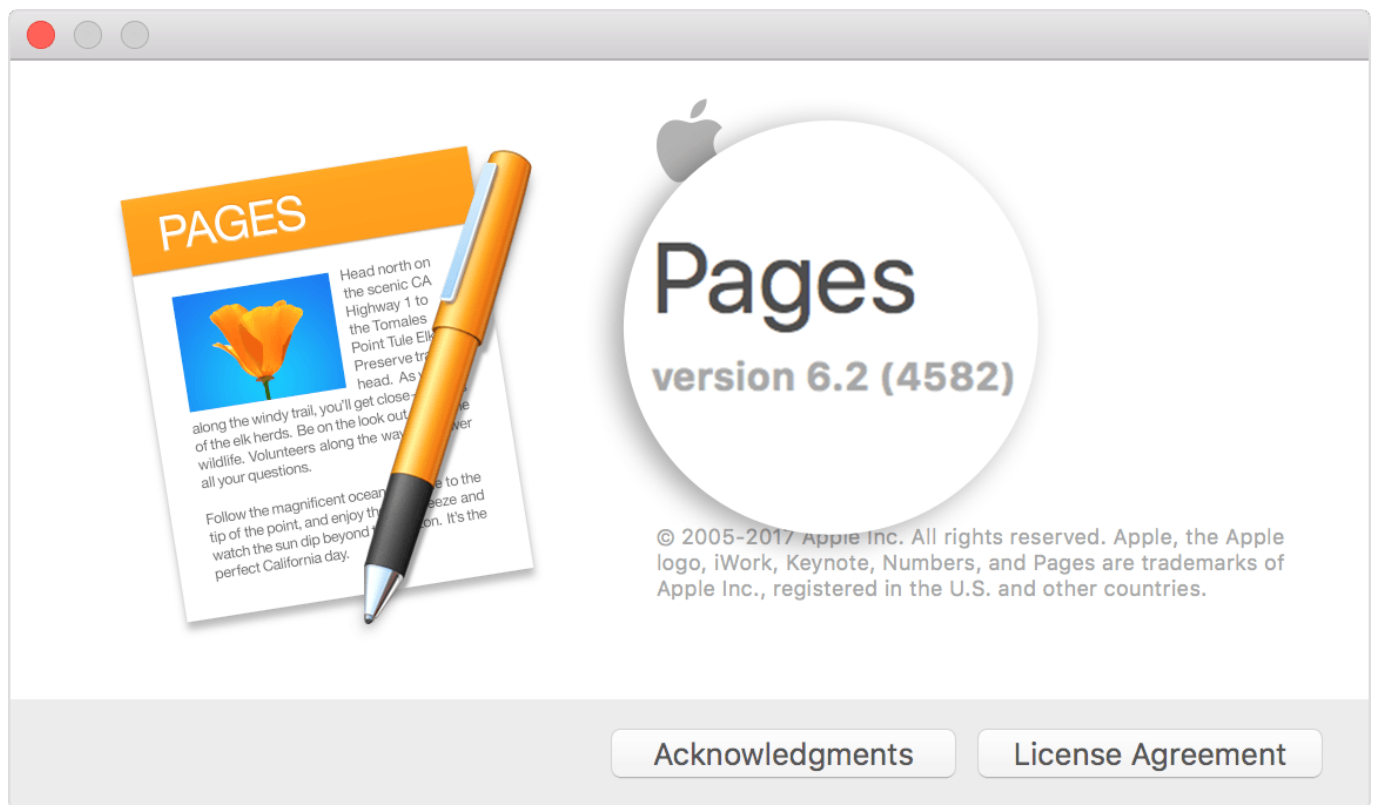 PAGES
Head north on
the scenic CA
Highway 1 to
the Tomales
Point Tule Elk
Preserve
head. As
along the windy trail, you'll get close-
of the elk herds. Be on the look out
wildlife. Volunteers along the way
all your questions.
Follow the magnificent ocean to the
tip of the point, and enjoy the and
watch the sun dip beyond It's the
perfect California day.
Pages
version 6.2 (4582)
© 2005-2017 Apple Inc. All rights reserved. Apple, the Apple
logo, iWork, Keynote, Numbers, and Pages are trademarks of
Apple Inc., registered in the U.S. and other countries.
Acknowledgments
License Agreement